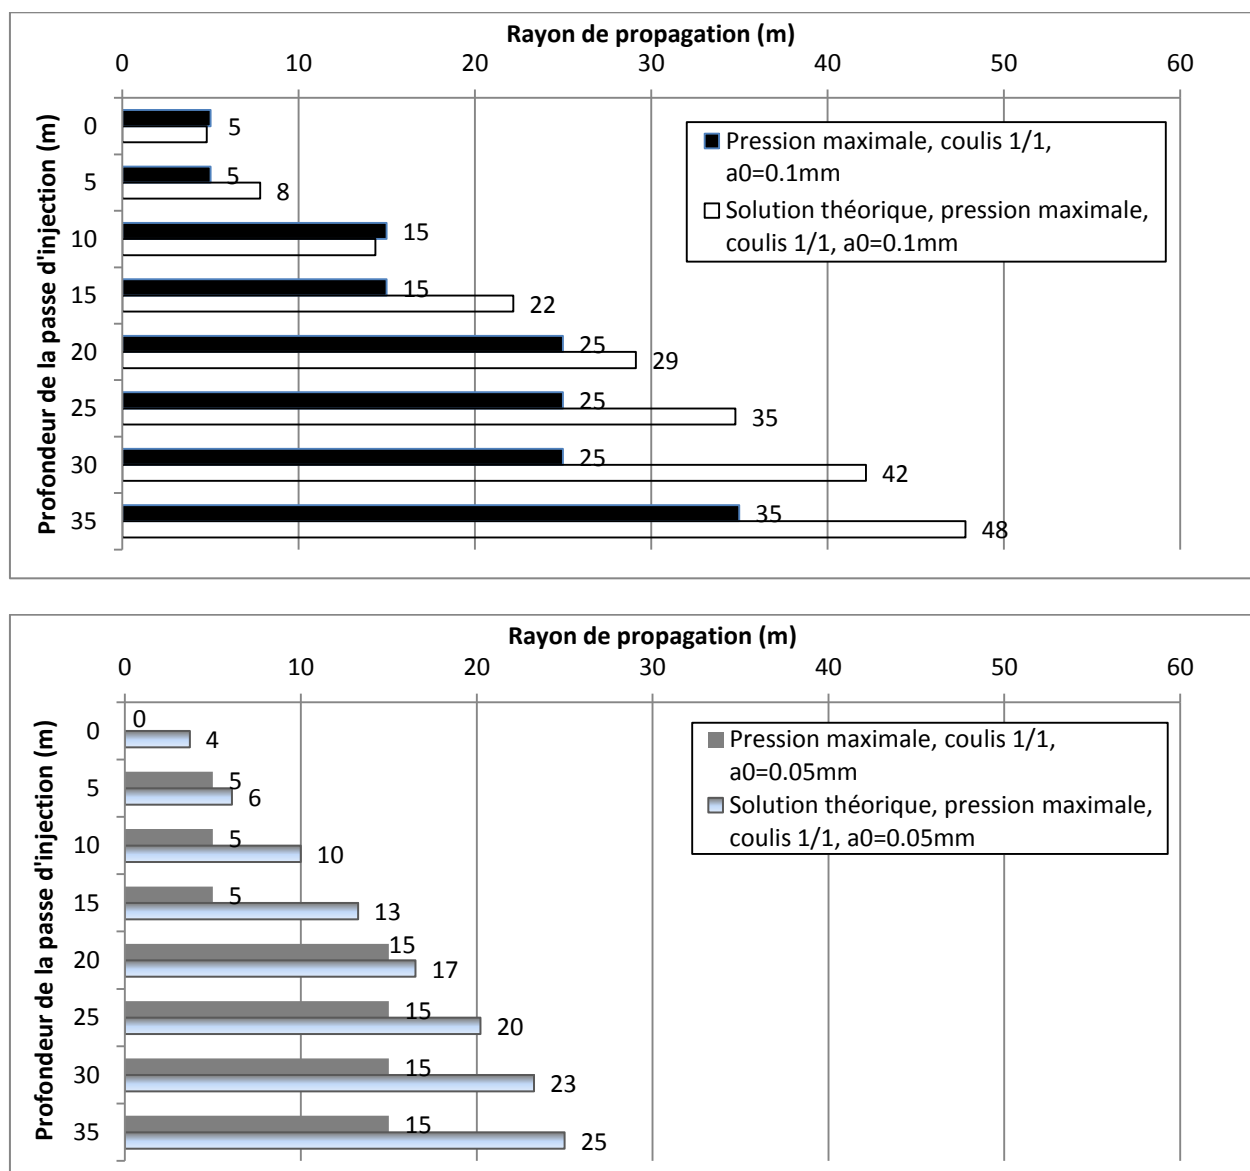 Rayon de propagation (m)
0 10 20 30 40 50 60
Profondeur de la passe d'injection (m)
0 5
5 5
8
10 15
15 15
22
20 25
29
25 25
35
30 25
42
35 35
48
Pression maximale, coulis 1/1,
a0=0.1mm
Solution théorique, pression maximale,
coulis 1/1, a0=0.1mm
Rayon de propagation (m)
0 10 20 30 40 50 60
Profondeur de la passe d'injection (m)
0 0
4
5 5
6
10 5
10
15 5
13
20 15
17
25 15
20
30 15
23
35 15
25
Pression maximale, coulis 1/1,
a0=0.05mm
Solution théorique, pression maximale,
coulis 1/1, a0=0.05mm